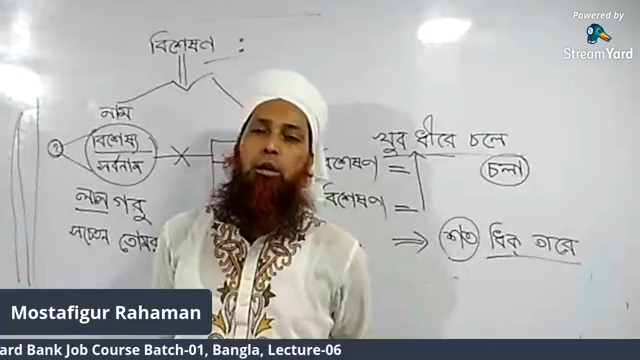 Powered by
StreamYard
বিশেষণ :
নাম
বিশেষ্য
সর্বনাম
লাল গরু
তোমর
খুব ধীরে চলে
বিশেষণ =
চলা
বিশেষণ =
⇒ শত ধিক্ তারে
Mostafigur Rahaman
ard Bank Job Course Batch-01, Bangla, Lecture-06